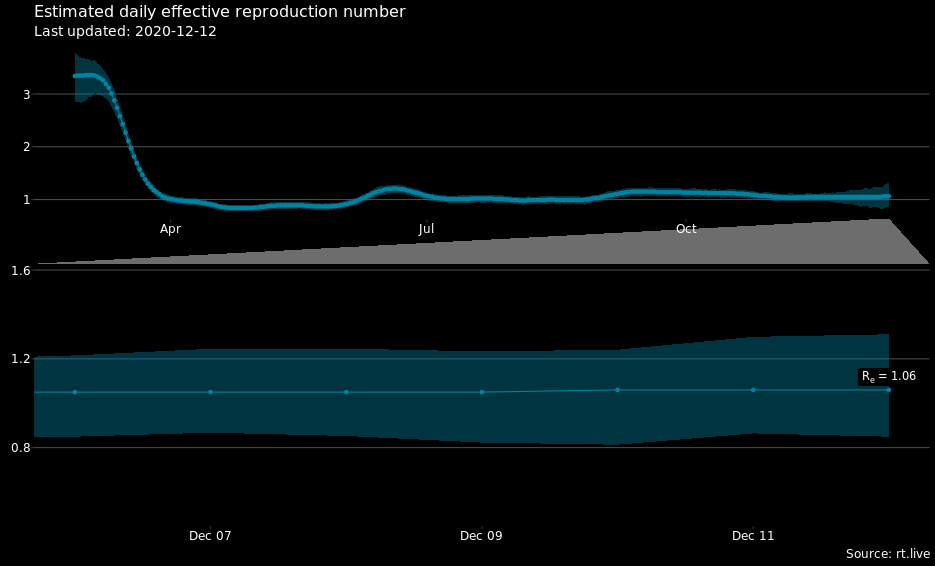 Estimated daily effective reproduction number
Last updated: 2020-12-12
3
2
1
Apr Jul Oct
1.6
1.2
Re = 1.06
0.8
Dec 07 Dec 09 Dec 11
Source: rt.live